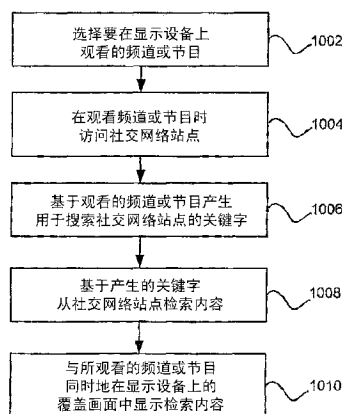 选择要在显示设备上
观看的频道或节目
1002
在观看频道或节目时
访问社交网络站点
1004
基于观看的频道或节目产生
用于搜索社交网络站点的关键字
1006
基于产生的关键字
从社交网络站点检索内容
1008
与所观看的频道或节目
同时地在显示设备上的
覆盖画面中显示检索内容
1010